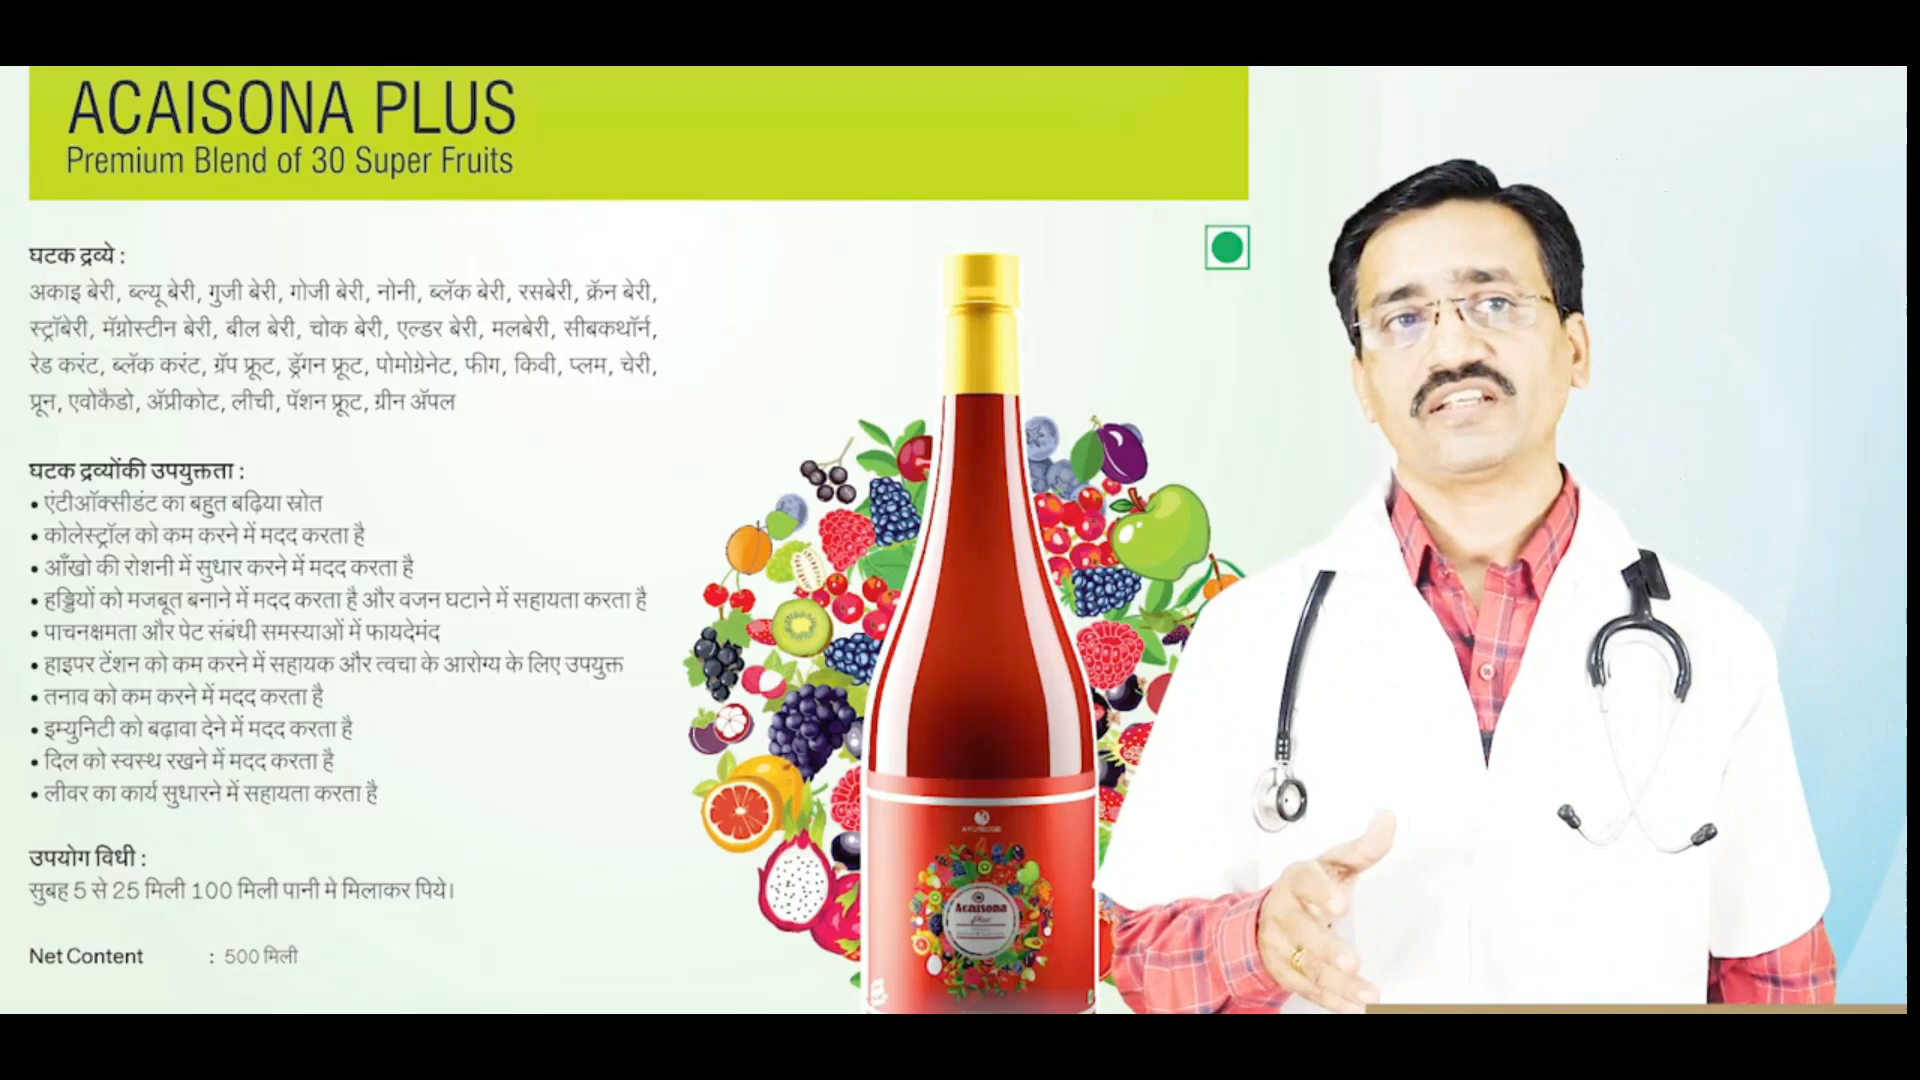 ACAISONA PLUS
Premium Blend of 30 Super Fruits
घटक द्रव्ये :
अकाइ बेरी, ब्ल्यू बेरी, गुजी बेरी, गोजी बेरी, नोनी, ब्लॅक बेरी, रसबेरी, क्रॅन बेरी,
स्ट्रॉबेरी, मॅग्नोस्टीन बेरी, बील बेरी, चोक बेरी, एल्डर बेरी, मलबेरी, सीबकथॉर्न,
रेड करंट, ब्लॅक करंट, ग्रॅप फ्रूट, ड्रॅगन फ्रूट, पोमोग्रेनेट, फीग, किवी, प्लम, चेरी,
प्रून, एवोकैडो, ॲप्रीकोट, लीची, पॅशन फ्रूट, ग्रीन ॲपल
घटक द्रव्योंकी उपयुक्तता :
• एंटीऑक्सीडंट का बहुत बढ़िया स्रोत
• कोलेस्ट्रॉल को कम करने में मदद करता है
• आँखो की रोशनी में सुधार करने में मदद करता है
• हड्डियों को मजबूत बनाने में मदद करता है और वजन घटाने में सहायता करता है
• पाचनक्षमता और पेट संबंधी समस्याओं में फायदेमंद
• हाइपर टेंशन को कम करने में सहायक और त्वचा के आरोग्य के लिए उपयुक्त
• तनाव को कम करने में मदद करता है
• इम्युनिटी को बढ़ावा देने में मदद करता है
• दिल को स्वस्थ रखने में मदद करता है
• लीवर का कार्य सुधारने में सहायता करता है
उपयोग विधी :
सुबह 5 से 25 मिली 100 मिली पानी मे मिलाकर पिये।
Net Content : 500 मिली
Acaisona
Plus